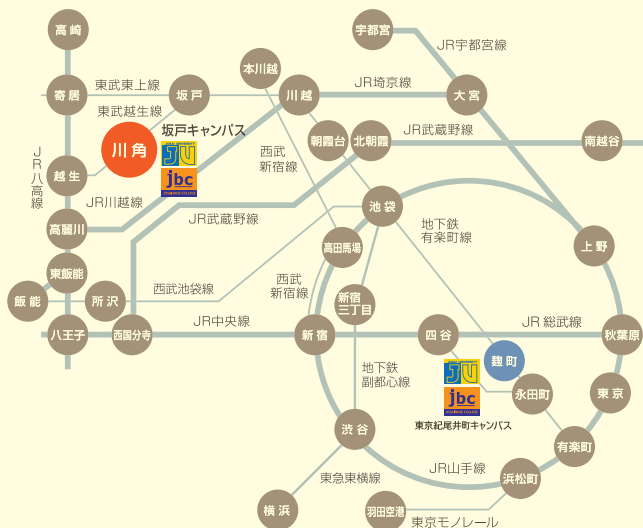 高崎
宇都宮
JR宇都宮線
本川越
東武東上線
JR埼京線
寄居
坂戸
川越
大宮
東武越生線
坂戸キャンパス
川角
JU
jbc
朝霞台
北朝霞
JR武蔵野線
南越谷
西武
新宿線
JR八高線
越生
JR川越線
JR武蔵野線
池袋
地下鉄
有楽町線
高麗川
高田馬場
上野
東飯能
西武
新宿線
飯能
所沢
西武池袋線
新宿
三丁目
JR中央線
JR総武線
八王子
西国分寺
新宿
四谷
秋葉原
麹町
地下鉄
副都心線
JU
jbc
永田町
東京
東京紀尾井町キャンパス
渋谷
有楽町
JR山手線
東急東横線
浜松町
横浜
羽田空港
東京モノレール